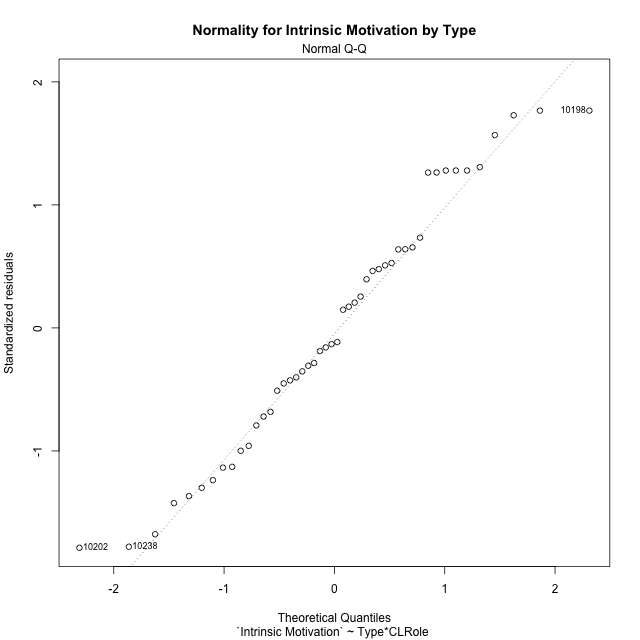 Normality for Intrinsic Motivation by Type
Normal Q-Q
2
1
0
-1
Standardized residuals
10198
10202
10238
-2
-1
0
1
2
Theoretical Quantiles
`Intrinsic Motivation` ~ Type*CLRole